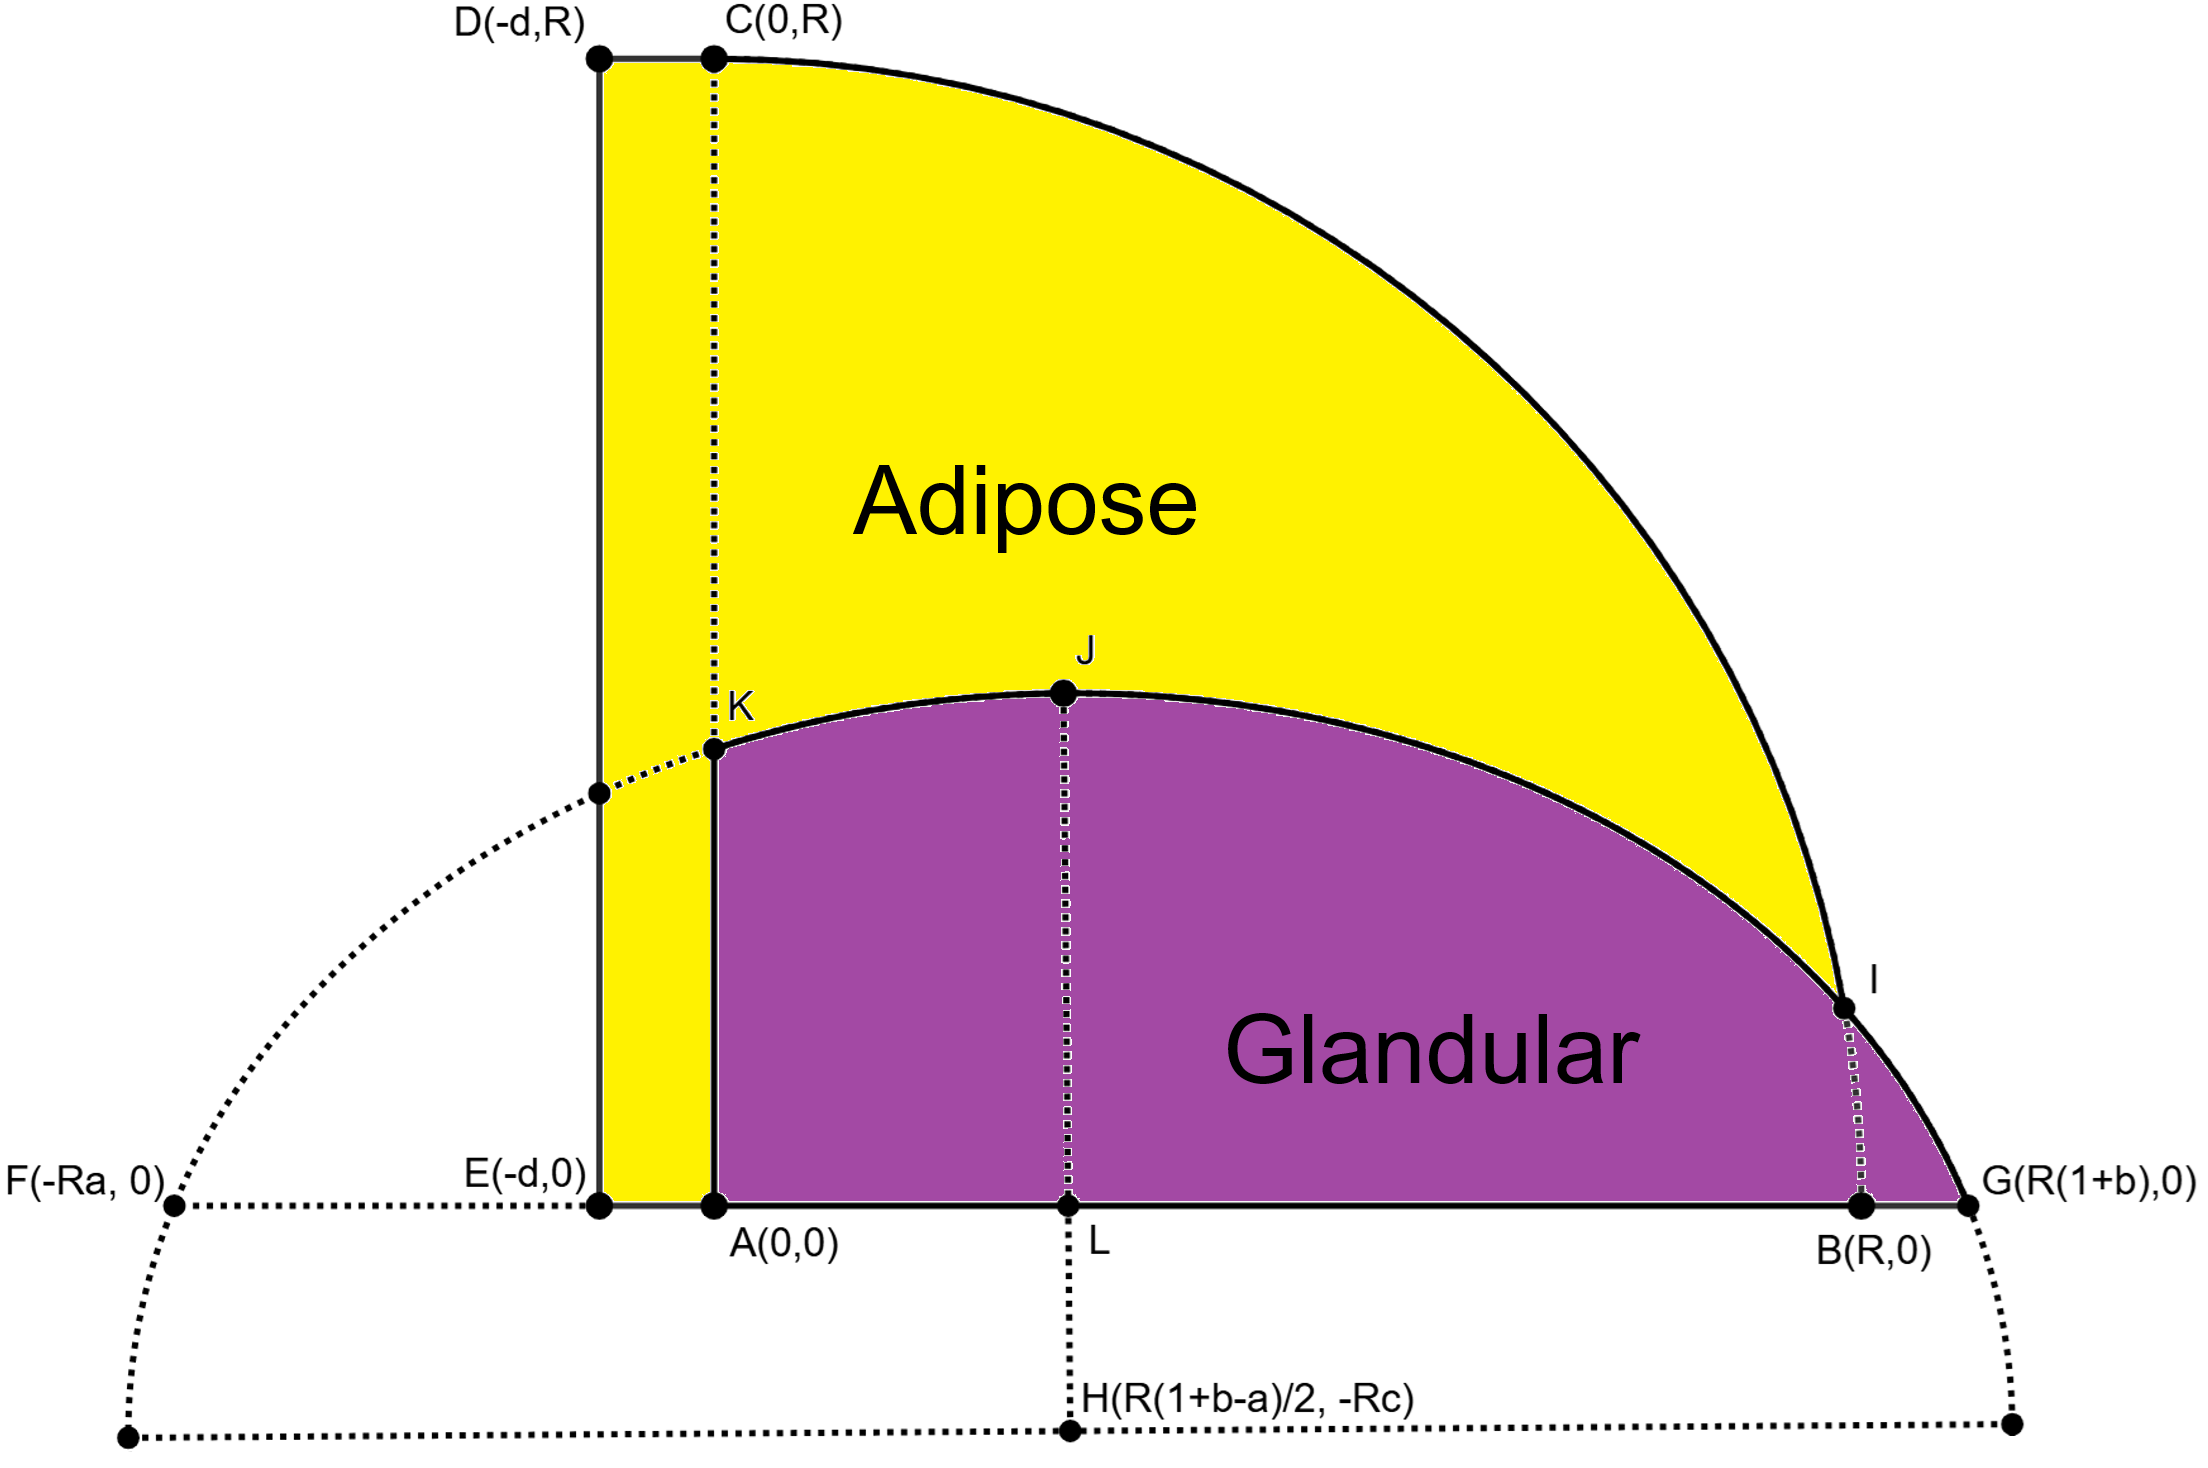 D(-d,R)
C(0,R)
Adipose
J
K
I
Glandular
F(-Ra, 0)
E(-d,0)
G(R(1+b),0)
A(0,0)
L
B(R,0)
H(R(1+b-a)/2, -Rc)